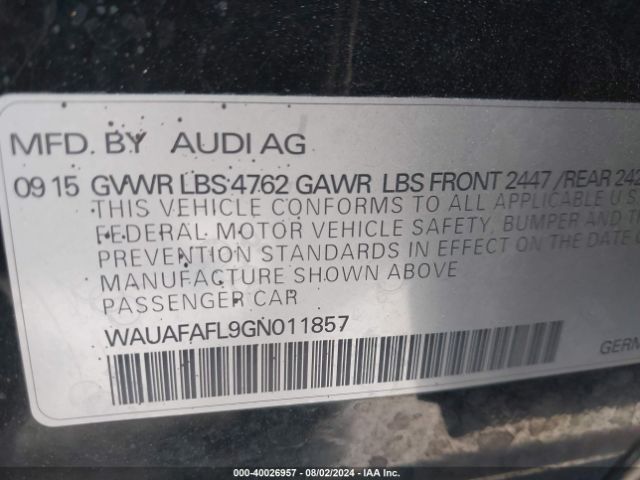 MFD. BY AUDI AG
09 15 GVWR LBS 4762 GAWR LBS FRONT 2447 /REAR 242
THIS VEHICLE CONFORMS TO ALL APPLICABLE U.S
FEDERAL MOTOR VEHICLE SAFETY, BUMPER AND T
PREVENTION STANDARDS IN EFFECT ON THE DATE O
MANUFACTURE SHOWN ABOVE
PASSENGER CAR
WAUAFAFL9GN011857
GERM
000-40026957 - 08/02/2024 - IAA Inc.